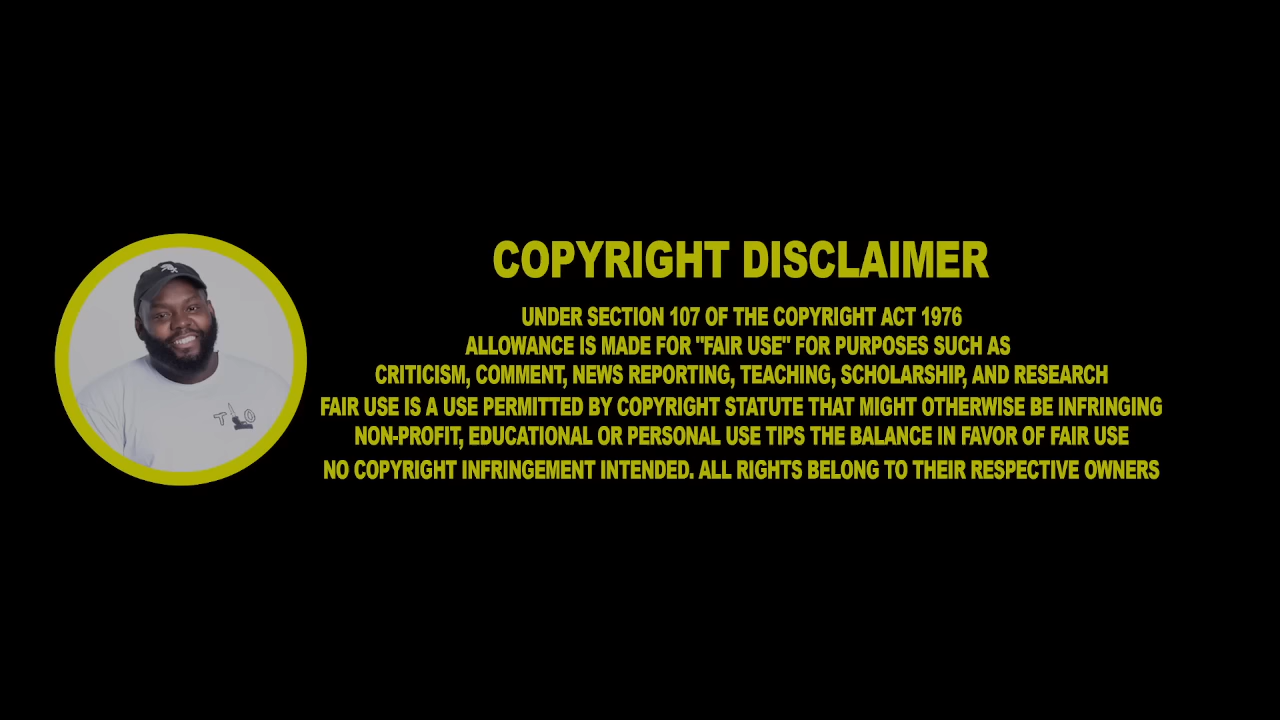 COPYRIGHT DISCLAIMER
UNDER SECTION 107 OF THE COPYRIGHT ACT 1976
ALLOWANCE IS MADE FOR "FAIR USE" FOR PURPOSES SUCH AS
CRITICISM, COMMENT, NEWS REPORTING, TEACHING, SCHOLARSHIP, AND RESEARCH
FAIR USE IS A USE PERMITTED BY COPYRIGHT STATUTE THAT MIGHT OTHERWISE BE INFRINGING
NON-PROFIT, EDUCATIONAL OR PERSONAL USE TIPS THE BALANCE IN FAVOR OF FAIR USE
NO COPYRIGHT INFRINGEMENT INTENDED. ALL RIGHTS BELONG TO THEIR RESPECTIVE OWNERS